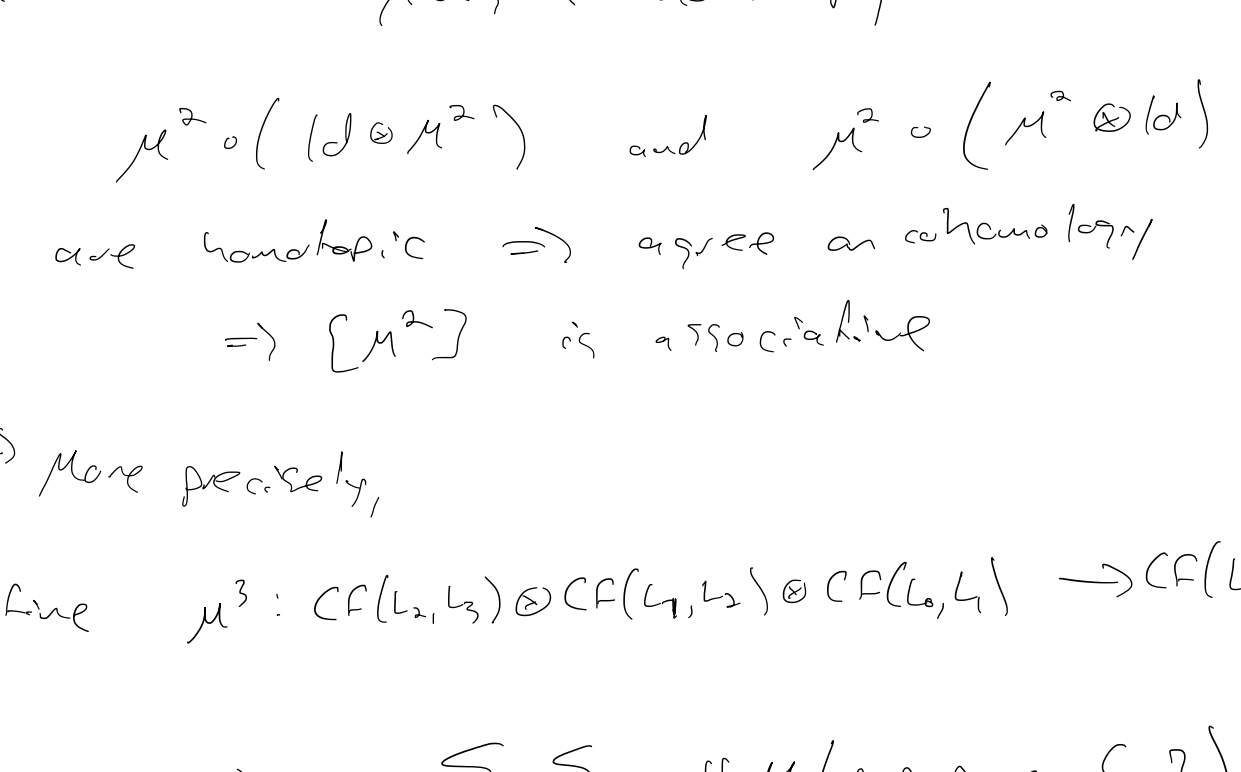 μ² ∘ ( Id ⊗ μ² ) and μ² ∘ ( μ² ⊗ Id )
are homotopic ⇒ agree on cohomology
⇒ [μ²] is associative
) More precisely,
fine μ³ : CF(L₂,L₃) ⊗ CF(L₁,L₂) ⊗ CF(L₀,L₁) → CF(L